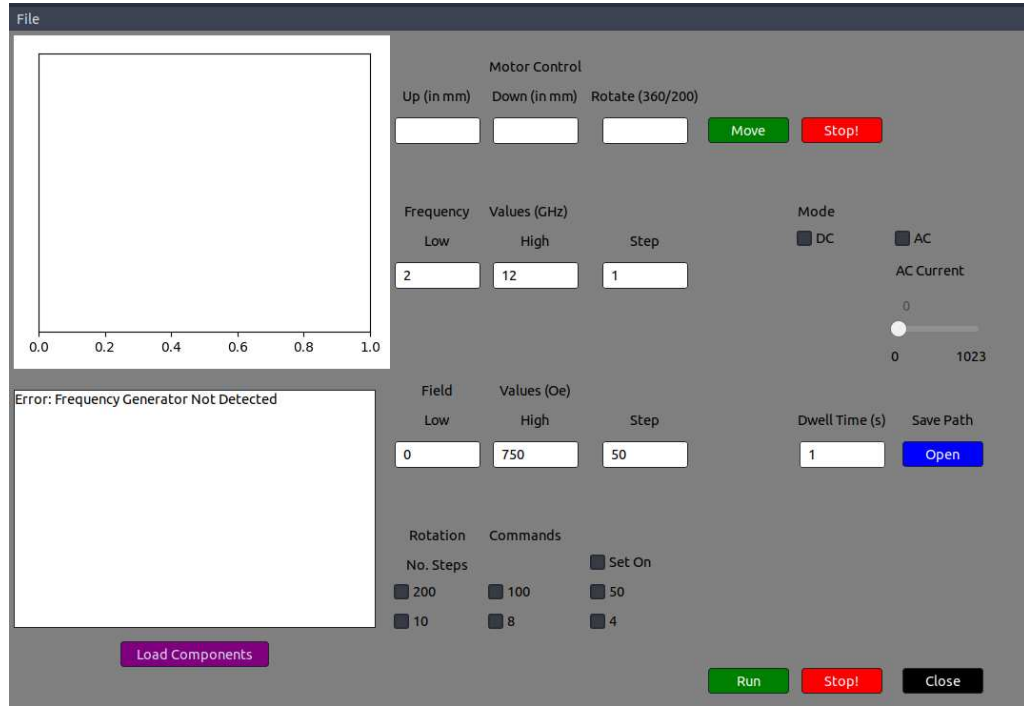 File
Motor Control
Up (in mm) Down (in mm) Rotate (360/200)
Move Stop!
Frequency Values (GHz) Mode
Low High Step DC AC
2 12 1 AC Current
0
0.0 0.2 0.4 0.6 0.8 1.0
0 1023
Error: Frequency Generator Not Detected
Field Values (Oe)
Low High Step Dwell Time (s) Save Path
0 750 50 1 Open
Rotation Commands
No. Steps Set On
200 100 50
10 8 4
Load Components
Run Stop! Close